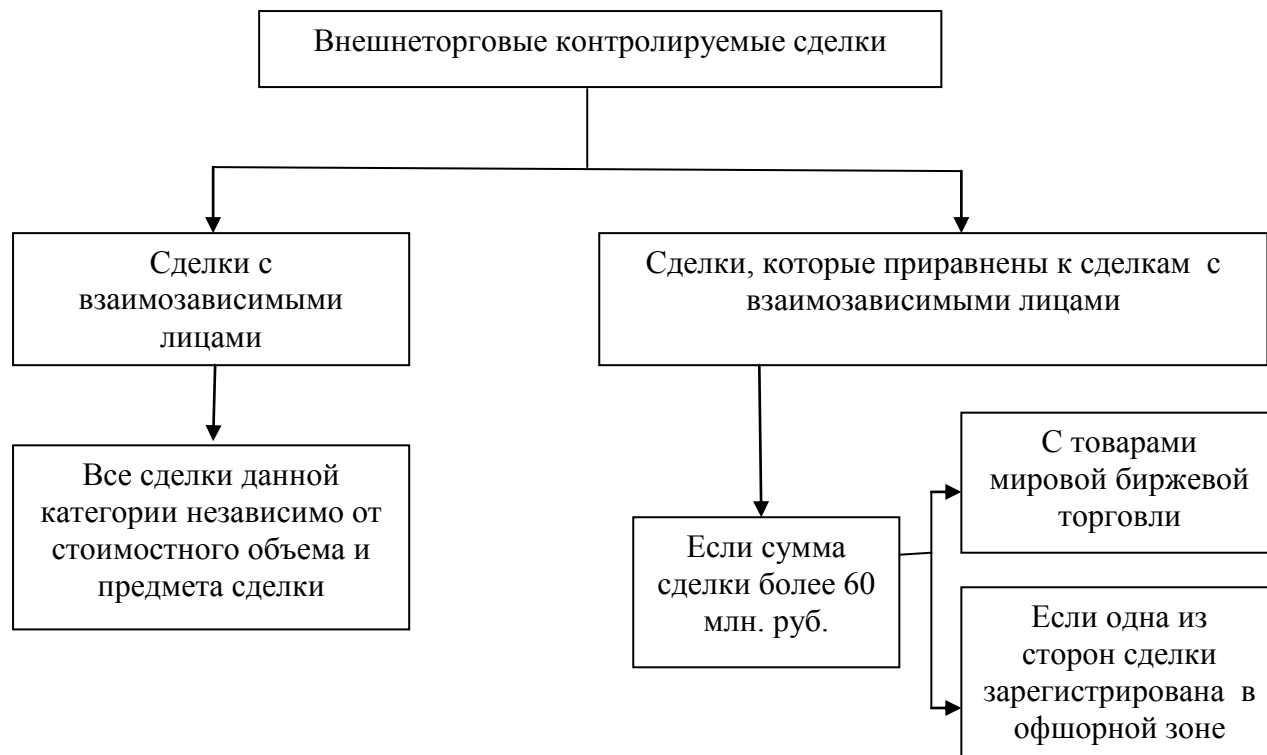 Внешнеторговые контролируемые сделки
Сделки с
взаимозависимыми
лицами
Сделки, которые приравнены к сделкам с
взаимозависимыми лицами
Все сделки данной
категории независимо от
стоимостного объема и
предмета сделки
Если сумма
сделки более 60
млн. руб.
С товарами
мировой биржевой
торговли
Если одна из
сторон сделки
зарегистрирована в
офшорной зоне